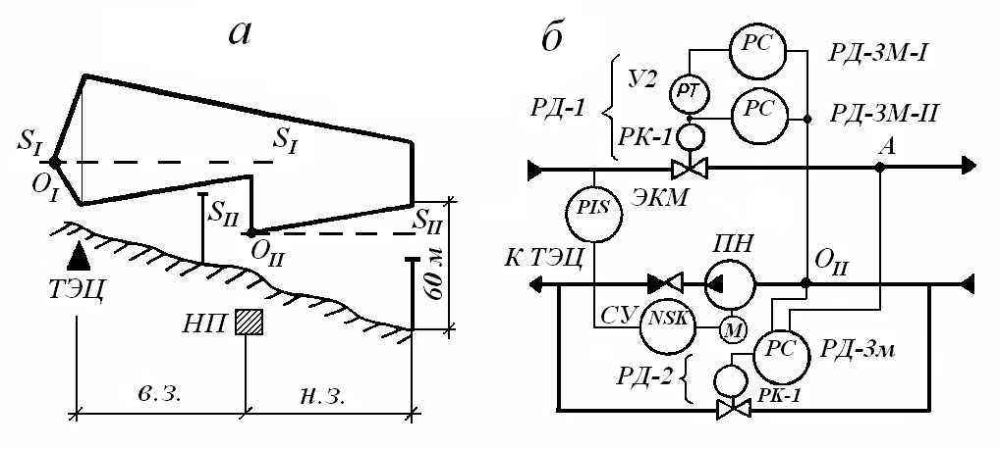 а
S_I
O_I
S_I
S_II
O_II
S_II
60 м
ТЭЦ
НП
в.з.
н.з.
б
PC
РД-3М-I
У2
PT
РД-1
PC
РД-3М-II
РК-1
A
PIS
ЭКМ
ПН
К ТЭЦ
O_II
СУ
NSK
М
PC
РД-3м
РД-2
РК-1